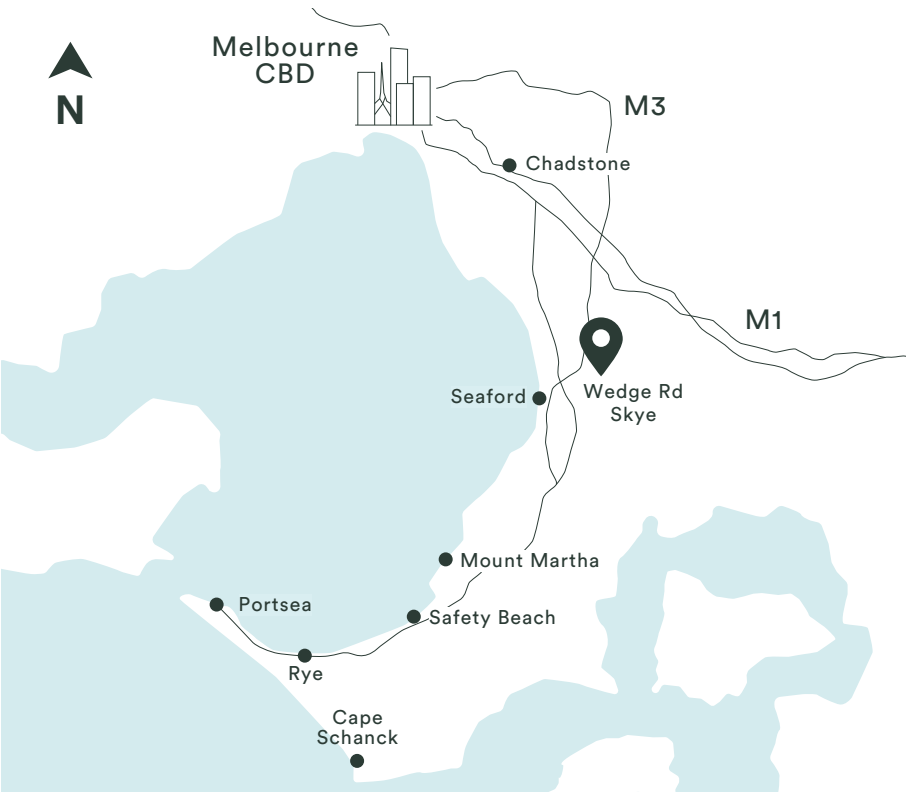 Melbourne
CBD
N
M3
Chadstone
M1
Wedge Rd
Skye
Seaford
Mount Martha
Portsea
Safety Beach
Rye
Cape
Schanck